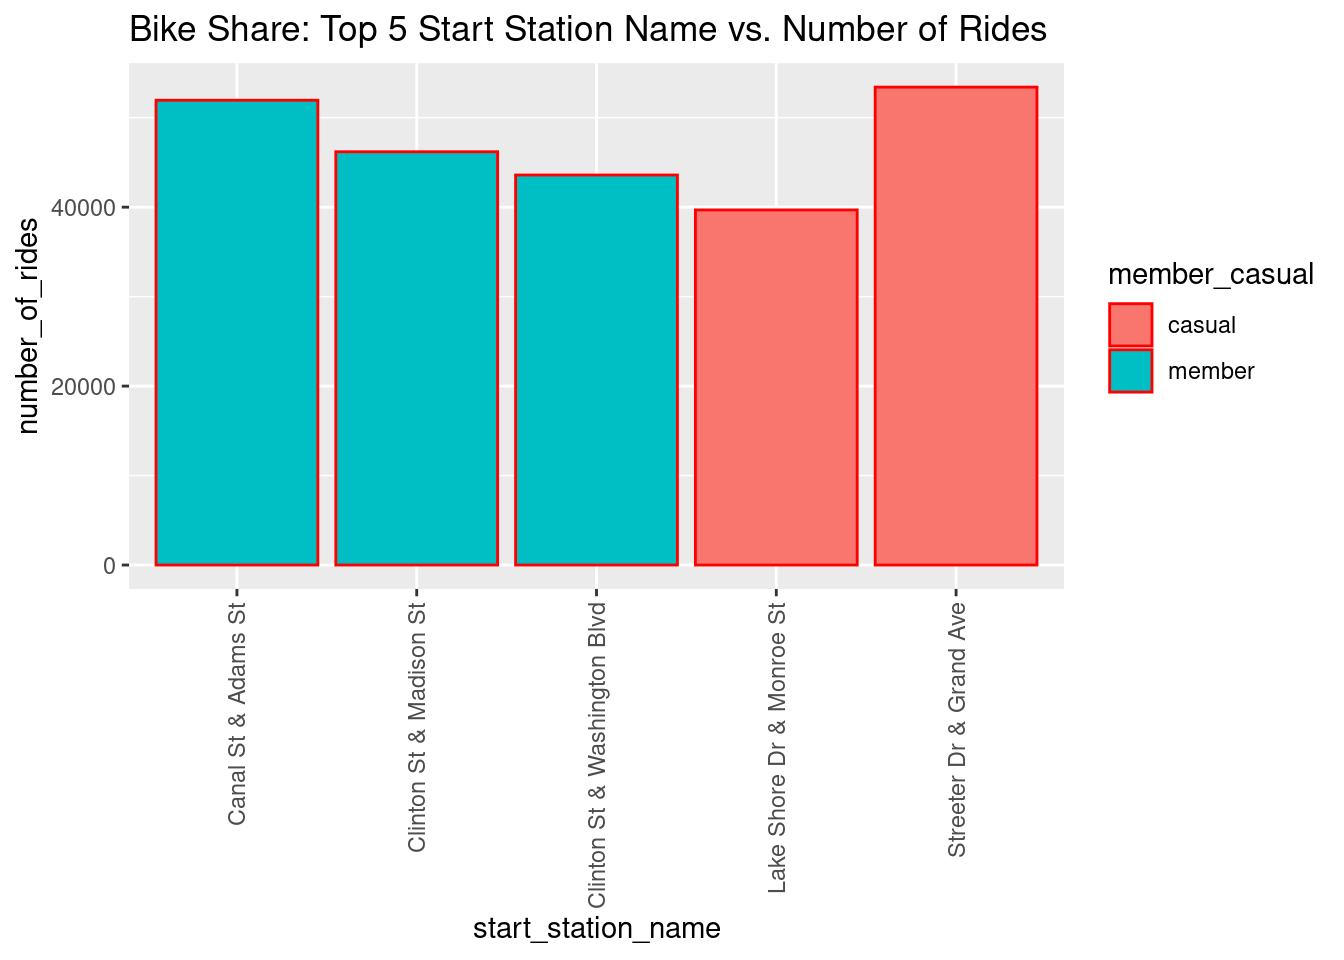 Bike Share: Top 5 Start Station Name vs. Number of Rides
number_of_rides
40000
20000
0
Canal St & Adams St
Clinton St & Madison St
Clinton St & Washington Blvd
Lake Shore Dr & Monroe St
Streeter Dr & Grand Ave
start_station_name
member_casual
casual
member